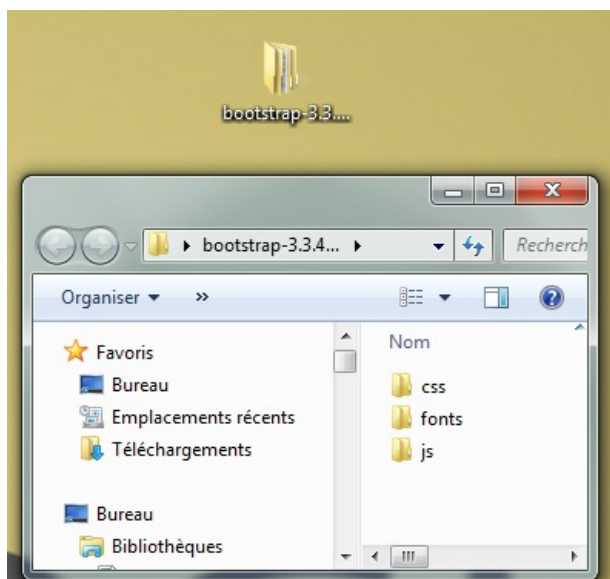 bootstrap-3.3....
bootstrap-3.3.4...
Recherch
Organiser
»
Favoris
Bureau
Emplacements récents
Téléchargements
Bureau
Bibliothèques
Nom
css
fonts
js